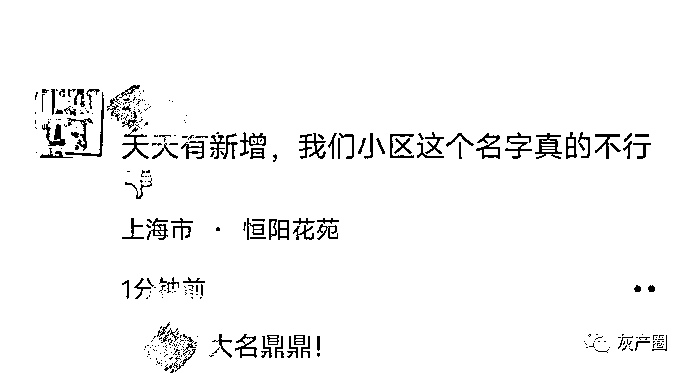 天天有新增，我们小区这个名字真的不行
上海市 · 恒阳花苑
1分钟前
大名鼎鼎！
灰产圈